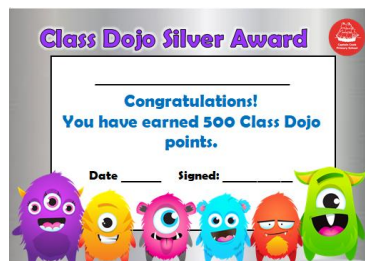 Class Dojo Silver Award
Congratulations!
You have earned 500 Class Dojo
points.
Date Signed: